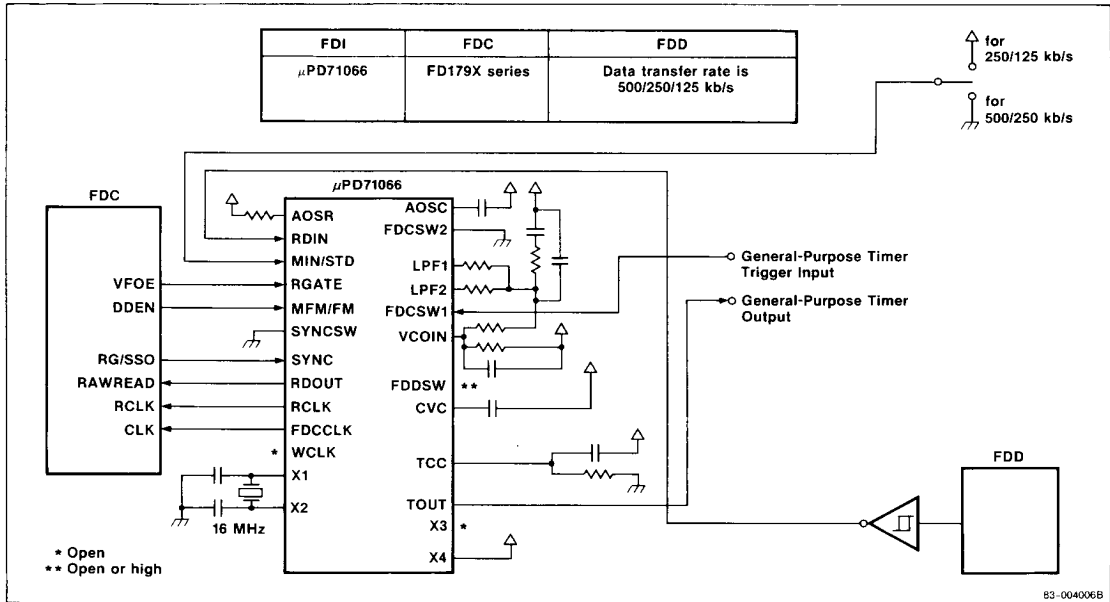 FDI FDC FDD
μPD71066 FD179X series Data transfer rate is
500/250/125 kb/s
for
250/125 kb/s
for
500/250 kb/s
μPD71066
FDC
AOSR
RDIN
MIN/STD
RGATE
MFM/FM
SYNCSW
SYNC
RDOUT
RCLK
FDCCLK
* WCLK
X1
X2
VFOE
DDEN
RG/SSO
RAWREAD
RCLK
CLK
16 MHz
AOSC
FDCSW2
LPF1
LPF2
FDCSW1
VCOIN
FDDSW **
CVC
TCC
TOUT
X3 *
X4
General-Purpose Timer
Trigger Input
General-Purpose Timer
Output
FDD
* Open
** Open or high
83-004006B